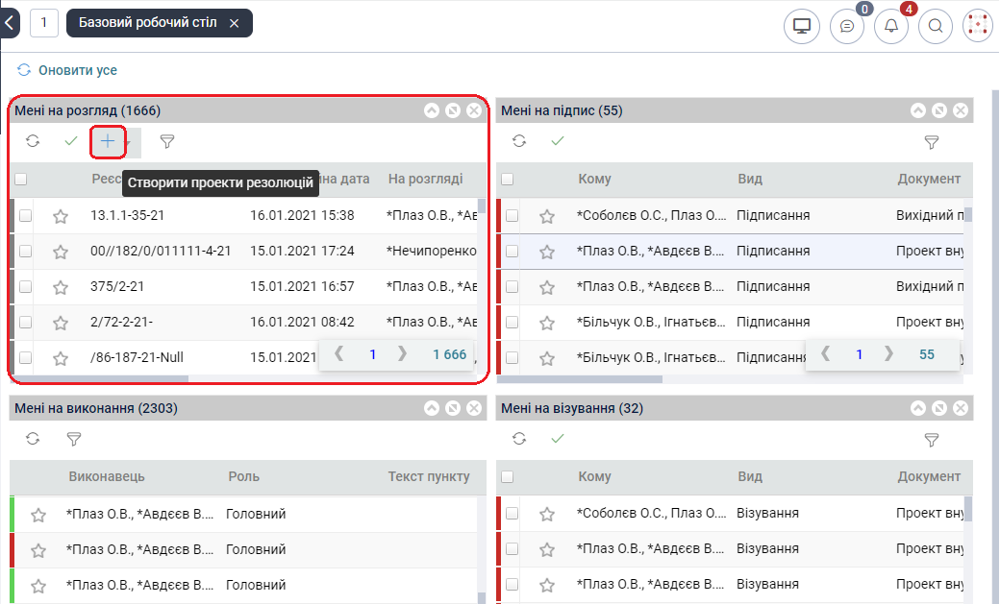 1
Базовий робочий стіл
0
4
Оновити усе
Мені на розгляд (1666)
Створити проекти резолюцій
На розгляді
13.1.1-35-21 16.01.2021 15:38 *Плаз О.В., *Ав
00//182/0/011111-4-21 15.01.2021 17:24 *Нечипоренко
375/2-21 15.01.2021 16:57 *Плаз О.В., *Ав
2/72-2-21- 16.01.2021 08:42 *Плаз О.В., *Ав
/86-187-21-Null 15.01.2021
1 1 666
Мені на підпис (55)
Кому Вид Документ
*Соболєв О.С., Плаз О.... Підписання Вихідний п
*Плаз О.В., *Авдєєв В.... Підписання Проект вну
*Плаз О.В., *Авдєєв В.... Підписання Вихідний п
*Більчук О.В., Ігнатьєв... Підписання Проект вну
*Більчук О.В., Ігнатьєв... Підписання
1 55
Мені на виконання (2303)
Виконавець Роль Текст пункту
*Плаз О.В., *Авдєєв В.... Головний
*Плаз О.В., *Авдєєв В.... Головний
*Плаз О.В., *Авдєєв В.... Головний
Мені на візування (32)
Кому Вид Документ
*Соболєв О.С., Плаз О.... Візування Проект вну
*Плаз О.В., *Авдєєв В.... Візування Проект вну
*Плаз О.В., *Авдєєв В.... Візування Проект вну